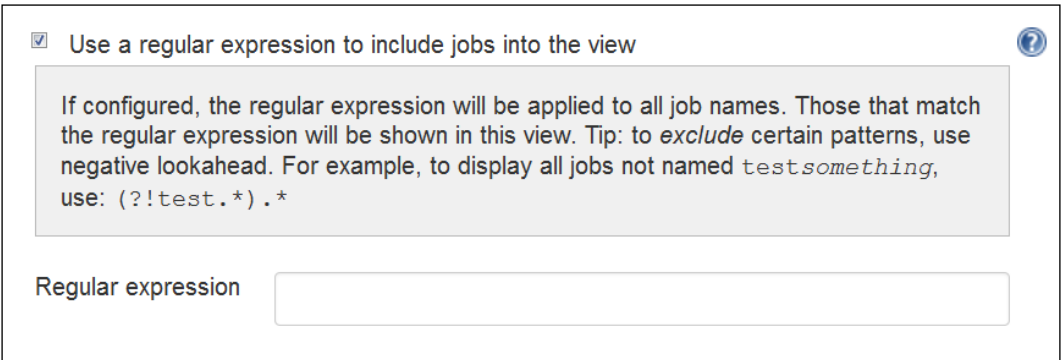 Use a regular expression to include jobs into the view
?
If configured, the regular expression will be applied to all job names. Those that match
the regular expression will be shown in this view. Tip: to exclude certain patterns, use
negative lookahead. For example, to display all jobs not named testsomething,
use: (?!test.*).*
Regular expression